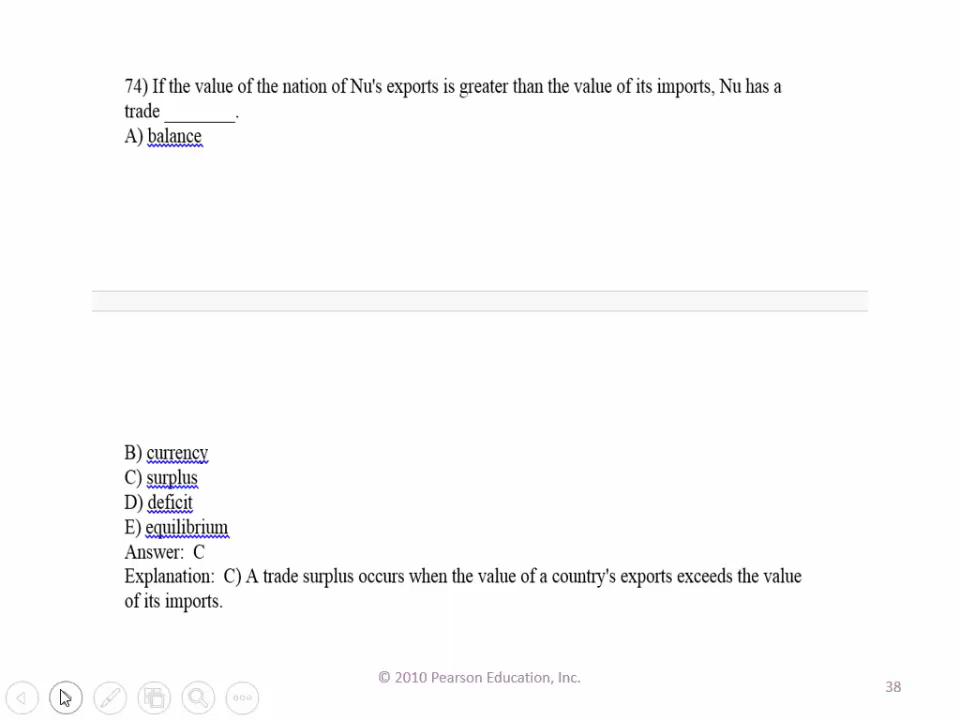 74) If the value of the nation of Nu's exports is greater than the value of its imports, Nu has a
trade ________.
A) balance
B) currency
C) surplus
D) deficit
E) equilibrium
Answer:  C
Explanation:  C) A trade surplus occurs when the value of a country's exports exceeds the value
of its imports.
© 2010 Pearson Education, Inc.
38